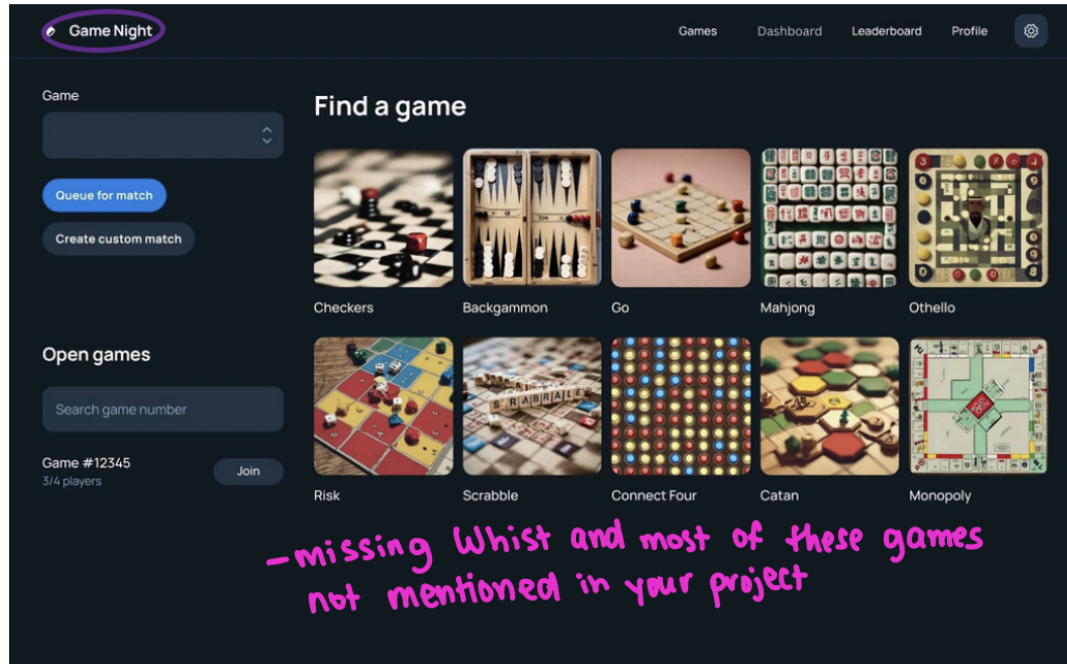 Game Night
Games Dashboard Leaderboard Profile
Game
Find a game
Queue for match
Create custom match
Checkers Backgammon Go Mahjong Othello
Open games
Search game number
Game #12345
3/4 players
Join
SRABRALE
Risk Scrabble Connect Four Catan Monopoly
-missing Whist and most of these games
not mentioned in your project